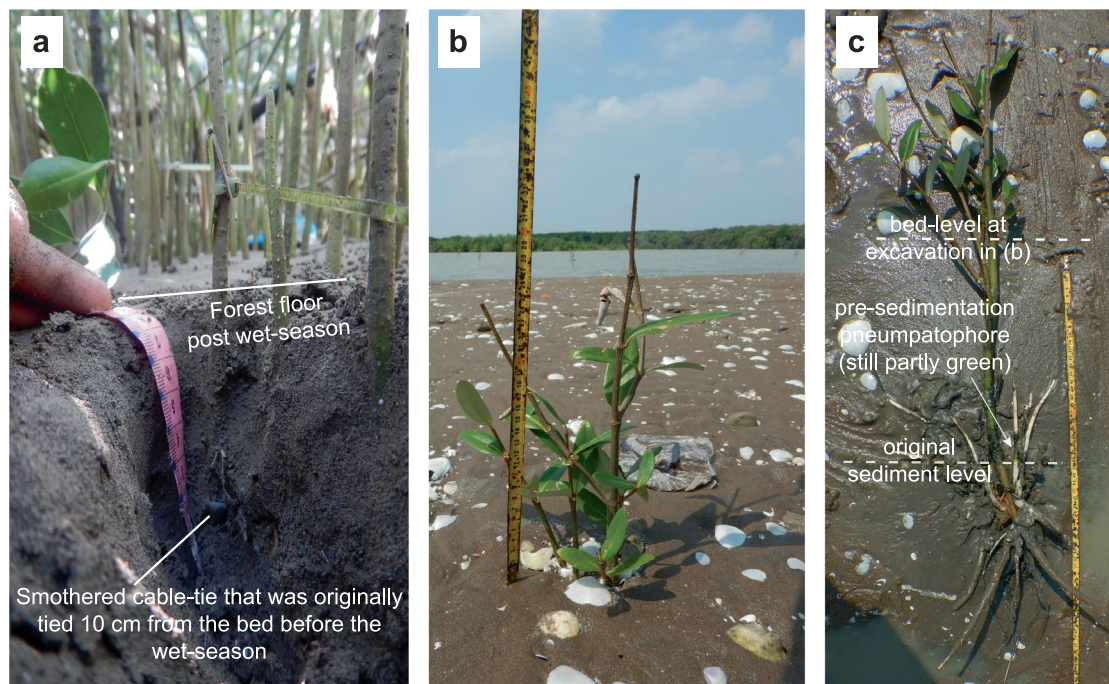 a
Forest floor
post wet-season
Smothered cable-tie that was originally
tied 10 cm from the bed before the
wet-season
b
c
bed-level at
excavation in (b)
pre-sedimentation
pneumpatophore
(still partly green)
original
sediment level